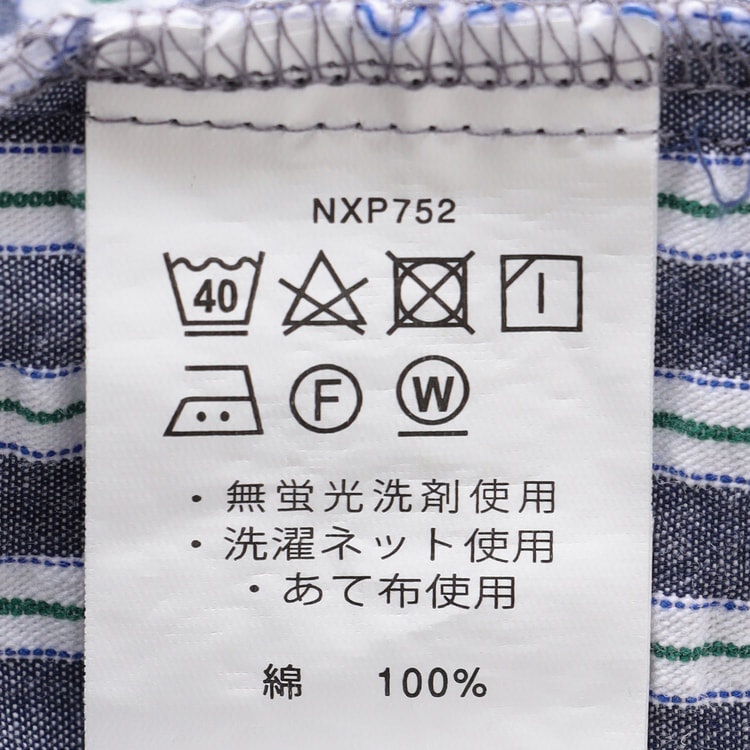 NXP752
40
F W
・無蛍光洗剤使用
・洗濯ネット使用
・あて布使用
綿 100%